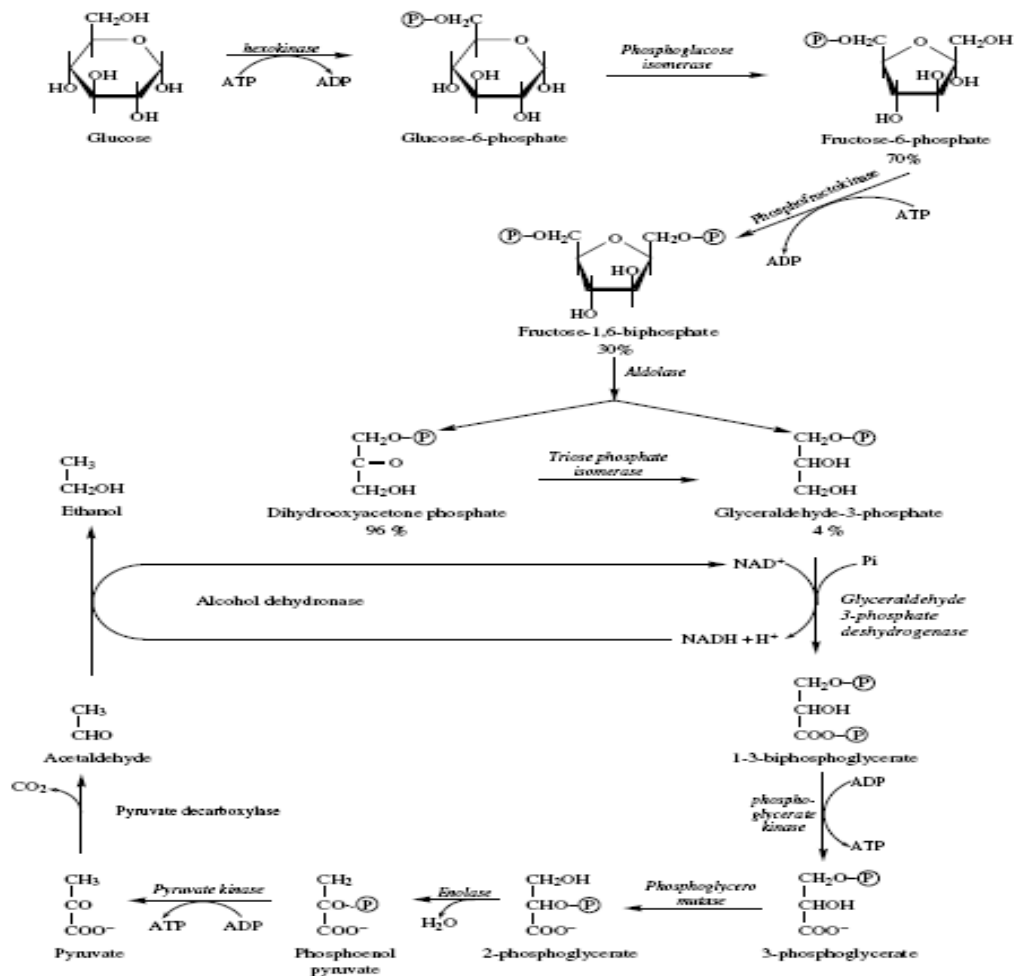 CH₂OH
O
OH
HO
OH
OH
Glucose
hexokinase
ATP
ADP
P–OH₂C
O
OH
HO
OH
OH
Glucose-6-phosphate
Phosphoglucose
isomerase
P–OH₂C
O
CH₂OH
HO
OH
HO
Fructose-6-phosphate
70%
Phosphofructokinase
ATP
ADP
P–OH₂C
O
CH₂O–P
HO
HO
Fructose-1,6-biphosphate
30%
Aldolase
CH₂O–P
C – O
CH₂OH
Dihydrooxyacetone phosphate
96 %
Triose phosphate
isomerase
CH₂O–P
CHOH
CH₂OH
Glyceraldehyde-3-phosphate
4 %
CH₃
CH₂OH
Ethanol
NAD⁺
Pi
Alcohol dehydronase
Glyceraldehyde
3-phosphate
deshydrogenase
NADH + H⁺
CH₂O–P
CHOH
COO–P
1-3-biphosphoglycerate
CH₃
CHO
Acetaldehyde
CO₂
Pyruvate decarboxylase
ADP
phospho-
glycerate
kinase
ATP
CH₃
CO
COO⁻
Pyruvate
Pyruvate kinase
ATP
ADP
CH₂
CO-P
COO⁻
Phosphoenol
pyruvate
Enolase
H₂O
CH₂OH
CHO–P
COO⁻
2-phosphoglycerate
Phosphoglycero
mutase
CH₂O–P
CHOH
COO⁻
3-phosphoglycerate